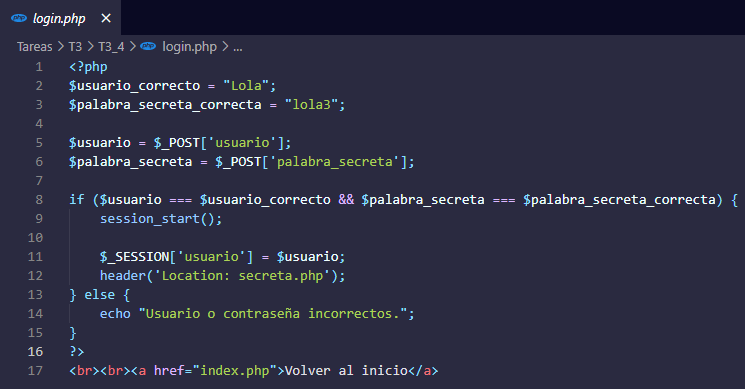 login.php ×
Tareas > T3 > T3_4 > login.php > ...
1 <?php
2 $usuario_correcto = "Lola";
3 $palabra_secreta_correcta = "lola3";
4
5 $usuario = $_POST['usuario'];
6 $palabra_secreta = $_POST['palabra_secreta'];
7
8 if ($usuario === $usuario_correcto && $palabra_secreta === $palabra_secreta_correcta) {
9     session_start();
10
11     $_SESSION['usuario'] = $usuario;
12     header('Location: secreta.php');
13 } else {
14     echo "Usuario o contraseña incorrectos.";
15 }
16 ?>
17 <br><br><a href="index.php">Volver al inicio</a>